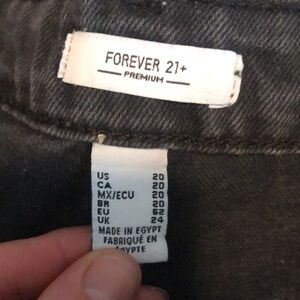 FOREVER 21+
PREMIUM
US 20
CA 20
MX/ECU 20
BR 20
EU 52
UK 24
MADE IN EGYPT
FABRIQUÉ EN
ÉGYPTE